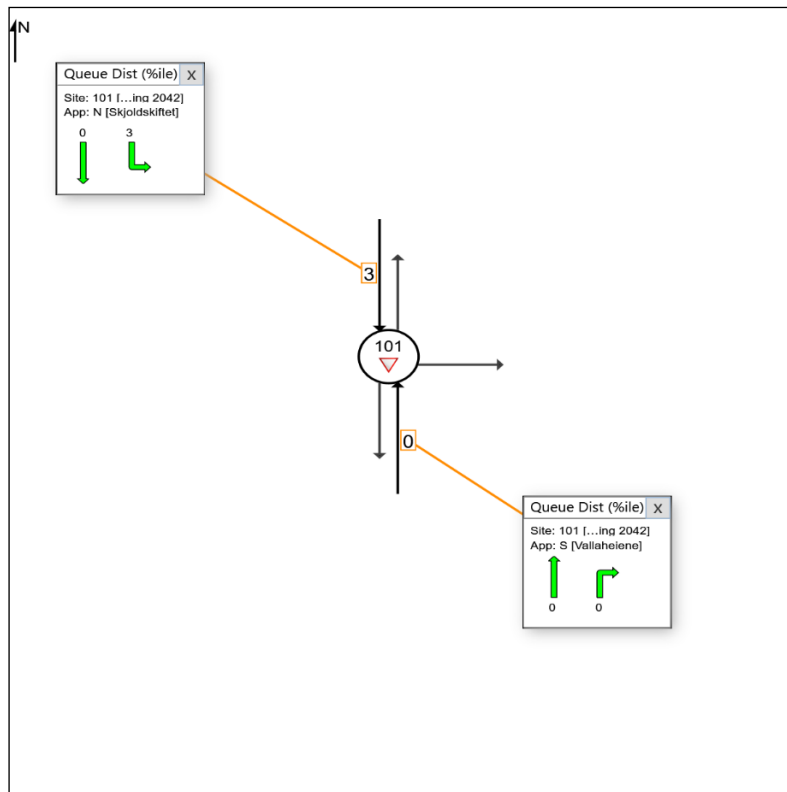 N
Queue Dist (%ile) X
Site: 101 [...ing 2042]
App: N [Skjoldskiftet]
0 3
3
101
0
Queue Dist (%ile) X
Site: 101 [...ing 2042]
App: S [Vallaheiene]
0 0